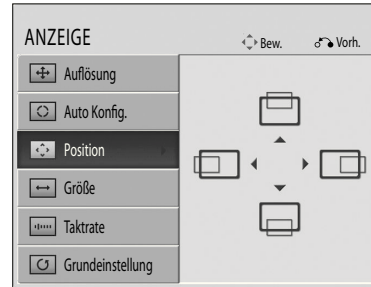 ANZEIGE
Bew.
Vorh.
Auflösung
Auto Konfig.
Position
Größe
Taktrate
Grundeinstellung